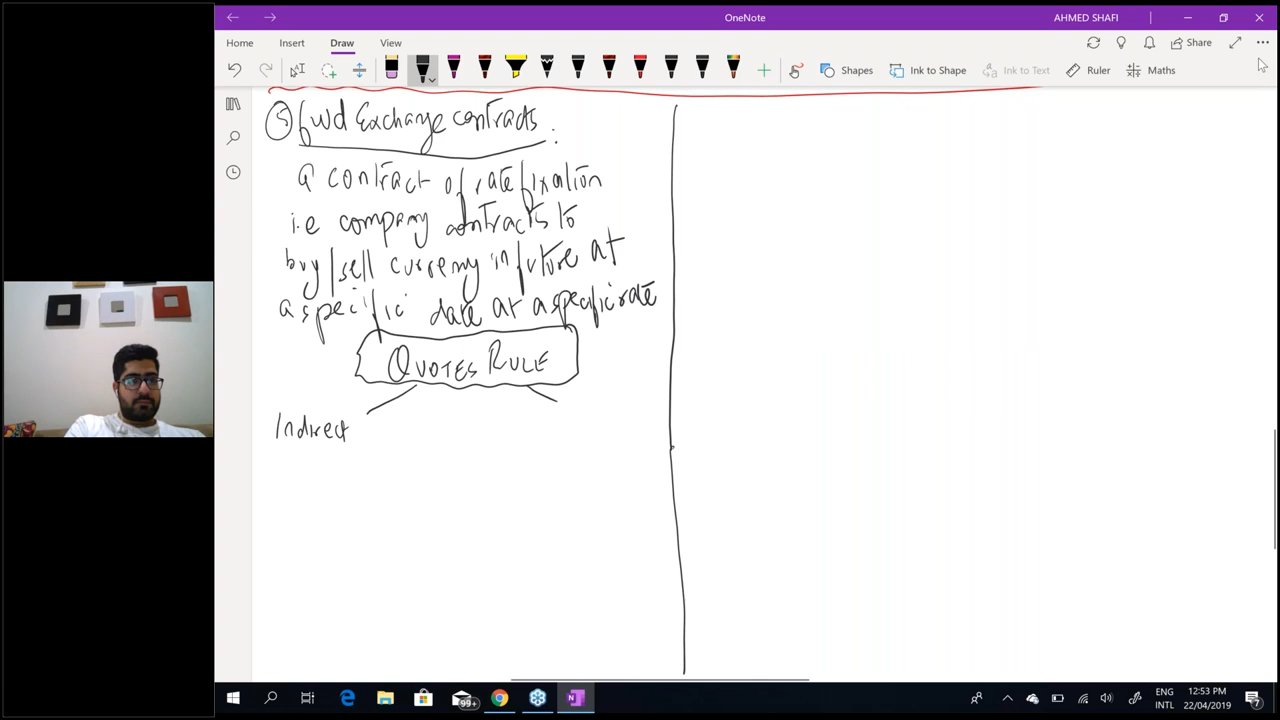 OneNote
AHMED SHAFI
Home Insert Draw View
Share
Shapes
Ink to Shape
Ink to Text
Ruler
Maths
5 fwd Exchange contracts :
a contract of rate fixation
i.e company contracts to
buy/sell currency in future at
a specific date at a specific rate
QUOTES RULE
Indirect
99+
ENG
INTL
12:53 PM
22/04/2019
7